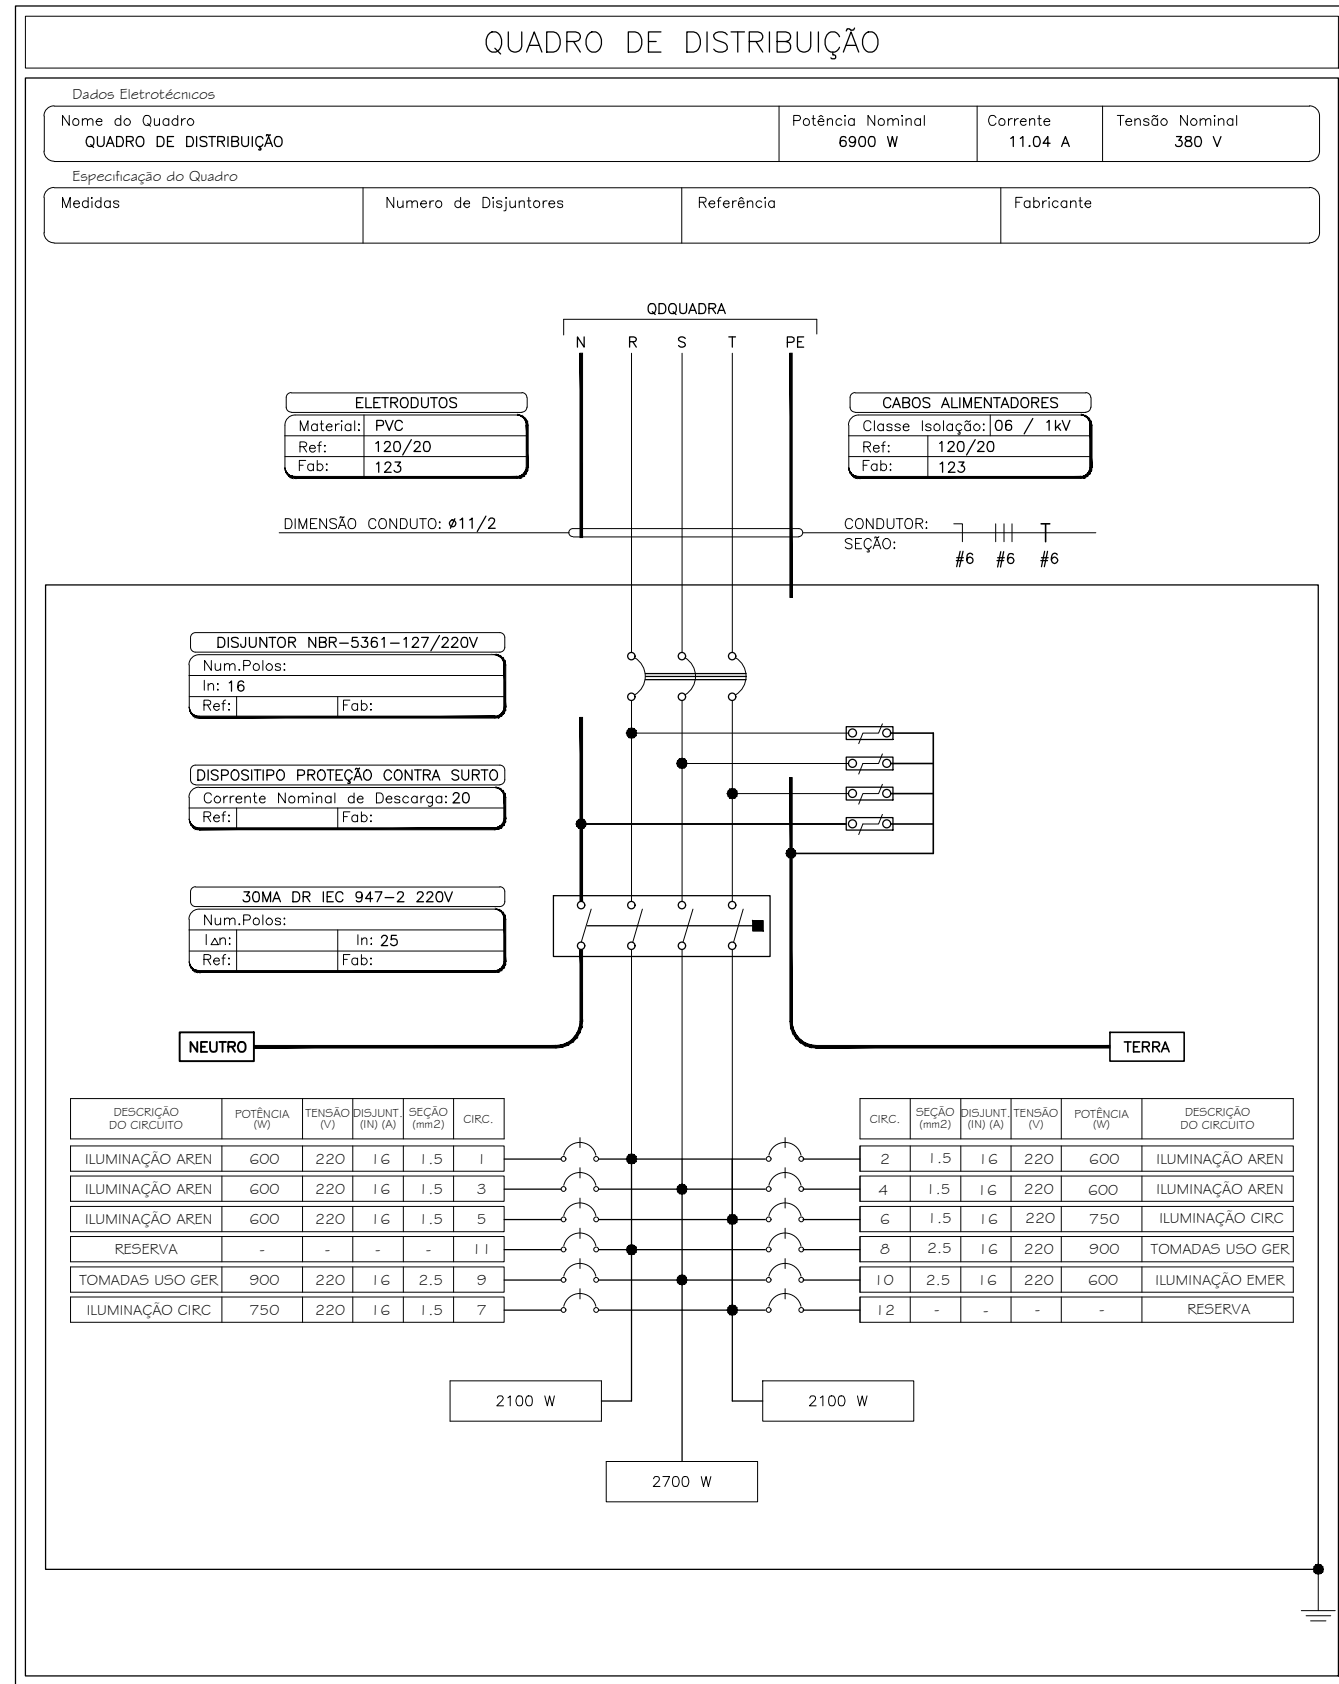 QUADRO DE DISTRIBUIÇÃO
Dados Eletrotécnicos
Nome do Quadro
QUADRO DE DISTRIBUIÇÃO
Potência Nominal
6900 W
Corrente
11.04 A
Tensão Nominal
380 V
Especificação do Quadro
Medidas
Numero de Disjuntores
Referência
Fabricante
QDQUADRA
N R S T PE
ELETRODUTOS
Material: PVC
Ref: 120/20
Fab: 123
CABOS ALIMENTADORES
Classe Isolação: 06 / 1kV
Ref: 120/20
Fab: 123
DIMENSÃO CONDUTO: ø11/2
CONDUTOR:
SEÇÃO:
#6 #6 #6
DISJUNTOR NBR-5361-127/220V
Num.Polos:
In: 16
Ref: Fab:
DISPOSITIPO PROTEÇÃO CONTRA SURTO
Corrente Nominal de Descarga: 20
Ref: Fab:
30MA DR IEC 947-2 220V
Num.Polos:
I∆n: In: 25
Ref: Fab:
NEUTRO
TERRA
DESCRIÇÃO DO CIRCUITO POTÊNCIA (W) TENSÃO (V) DISJUNT. (IN) (A) SEÇÃO (mm2) CIRC.
ILUMINAÇÃO AREN 600 220 16 1.5 1
ILUMINAÇÃO AREN 600 220 16 1.5 3
ILUMINAÇÃO AREN 600 220 16 1.5 5
RESERVA - - - - 11
TOMADAS USO GER 900 220 16 2.5 9
ILUMINAÇÃO CIRC 750 220 16 1.5 7
CIRC. SEÇÃO (mm2) DISJUNT. (IN) (A) TENSÃO (V) POTÊNCIA (W) DESCRIÇÃO DO CIRCUITO
2 1.5 16 220 600 ILUMINAÇÃO AREN
4 1.5 16 220 600 ILUMINAÇÃO AREN
6 1.5 16 220 750 ILUMINAÇÃO CIRC
8 2.5 16 220 900 TOMADAS USO GER
10 2.5 16 220 600 ILUMINAÇÃO EMER
12 - - - - RESERVA
2100 W
2100 W
2700 W